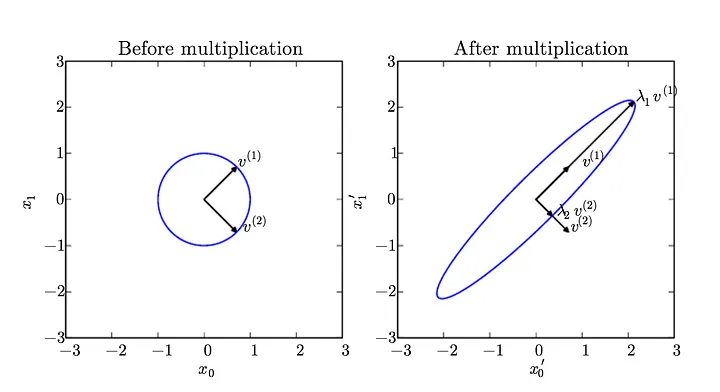 Before multiplication
3
2
1
0
−1
−2
−3
x₁
v⁽¹⁾
v⁽²⁾
−3 −2 −1 0 1 2 3
x₀
After multiplication
3
2
1
0
−1
−2
−3
x₁′
λ₁ v⁽¹⁾
v⁽¹⁾
λ₂ v⁽²⁾
v⁽²⁾
−3 −2 −1 0 1 2 3
x₀′